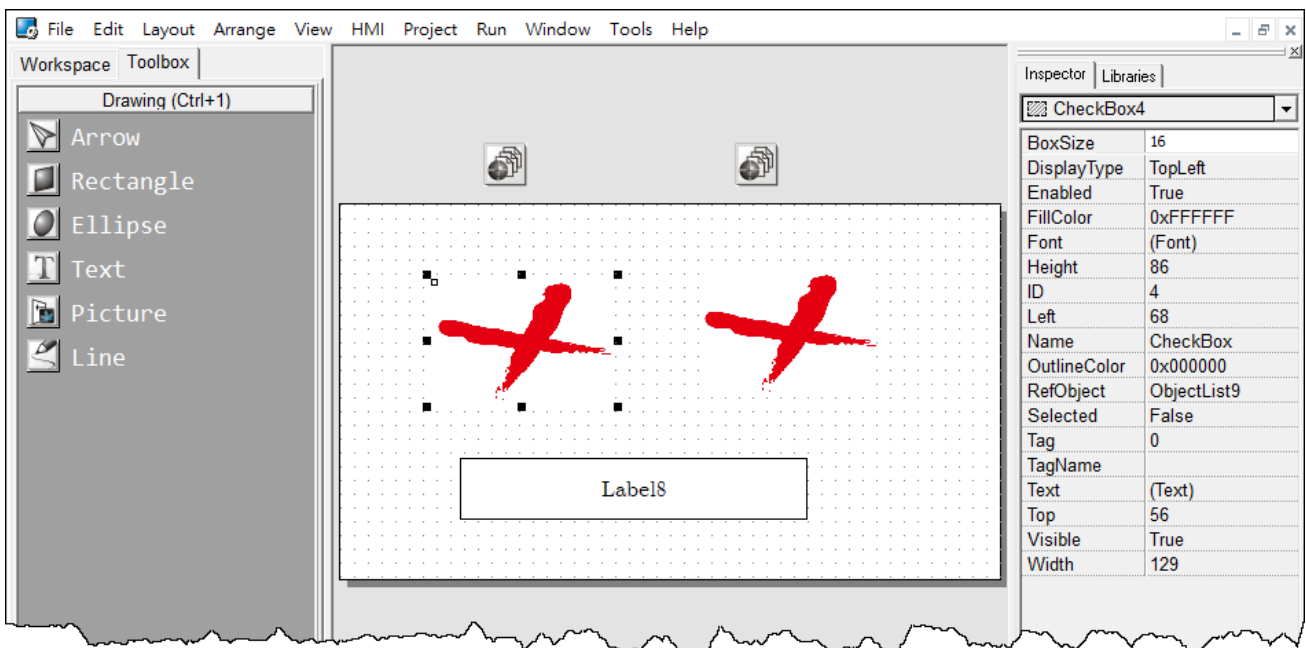 File Edit Layout Arrange View HMI Project Run Window Tools Help
Workspace Toolbox
Drawing (Ctrl+1)
Arrow
Rectangle
Ellipse
Text
Picture
Line
Label8
Inspector Libraries
CheckBox4
BoxSize 16
DisplayType TopLeft
Enabled True
FillColor 0xFFFFFF
Font (Font)
Height 86
ID 4
Left 68
Name CheckBox
OutlineColor 0x000000
RefObject ObjectList9
Selected False
Tag 0
TagName
Text (Text)
Top 56
Visible True
Width 129